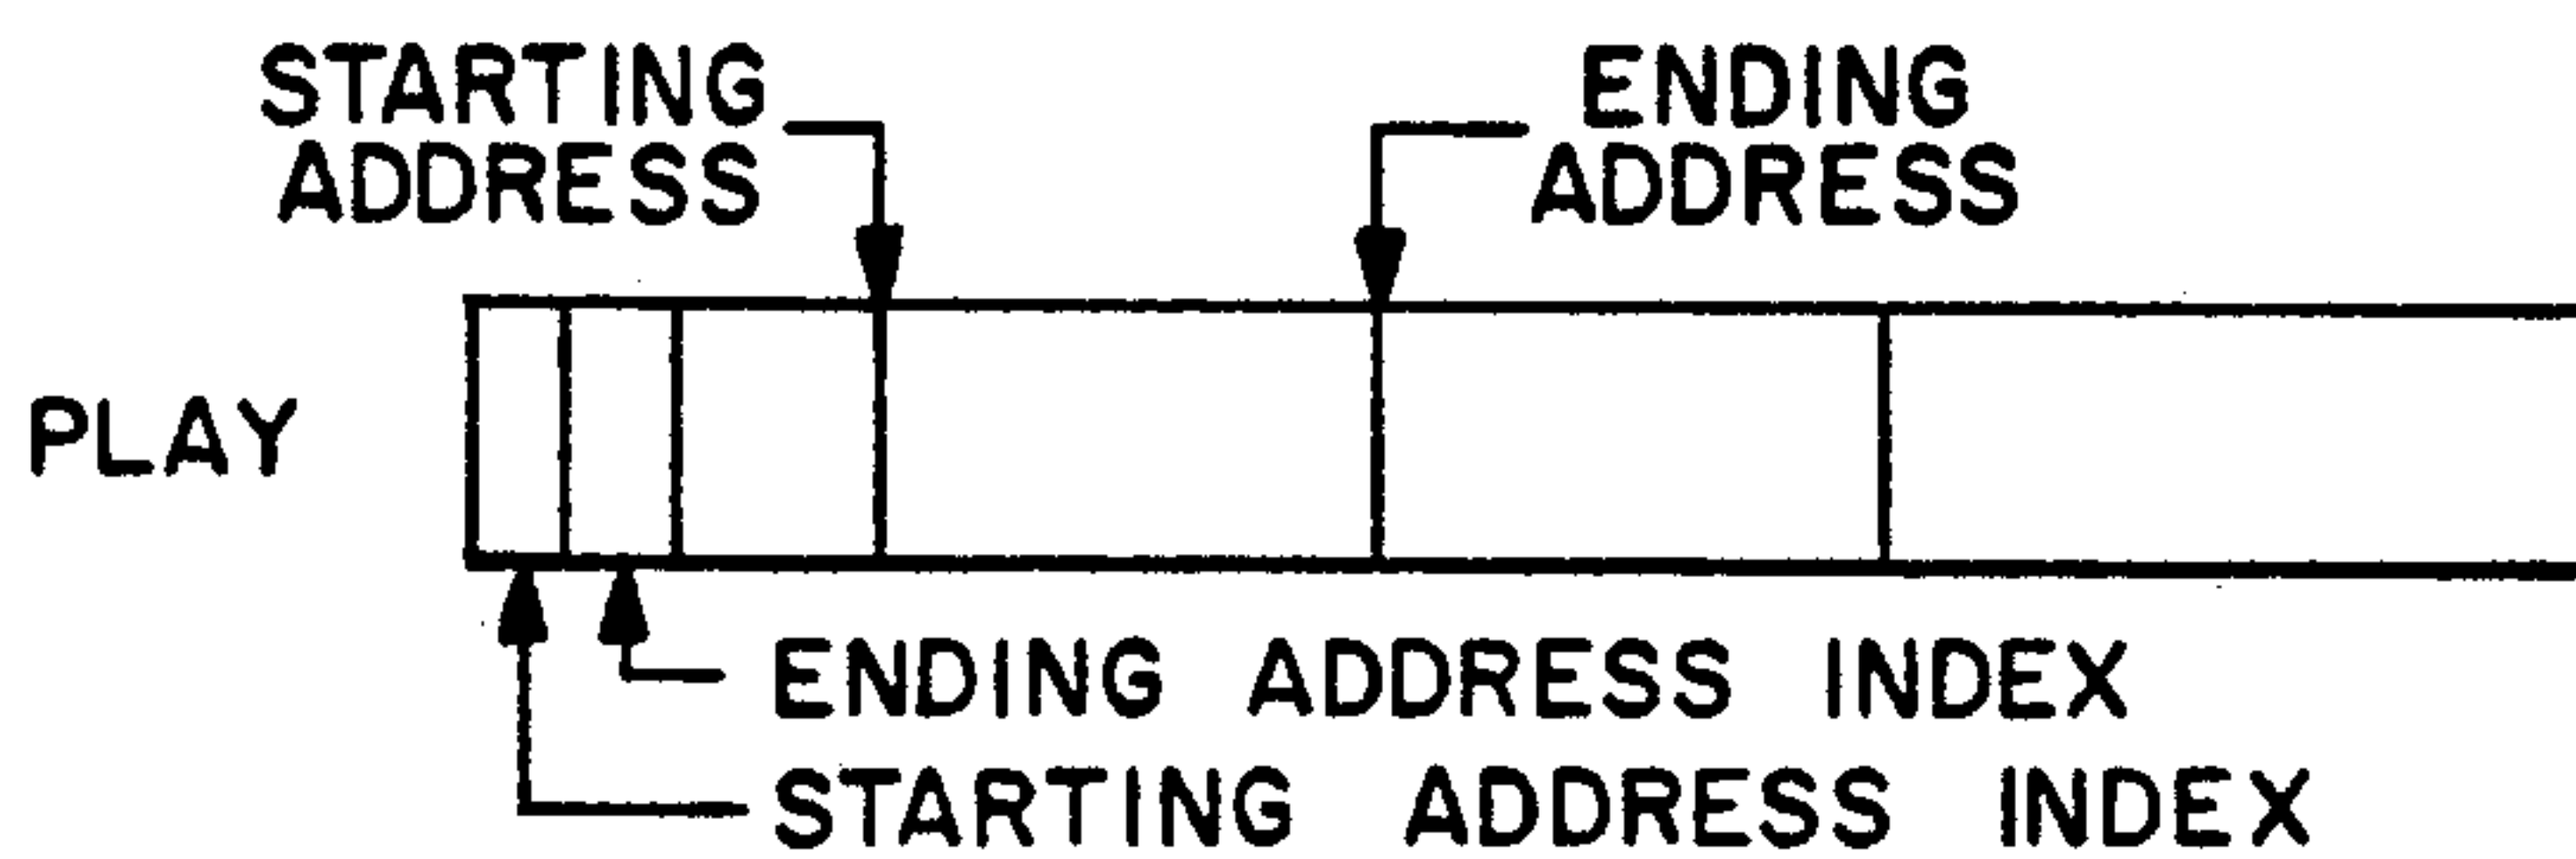 STARTING
ADDRESS
ENDING
ADDRESS
PLAY
ENDING ADDRESS INDEX
STARTING ADDRESS INDEX